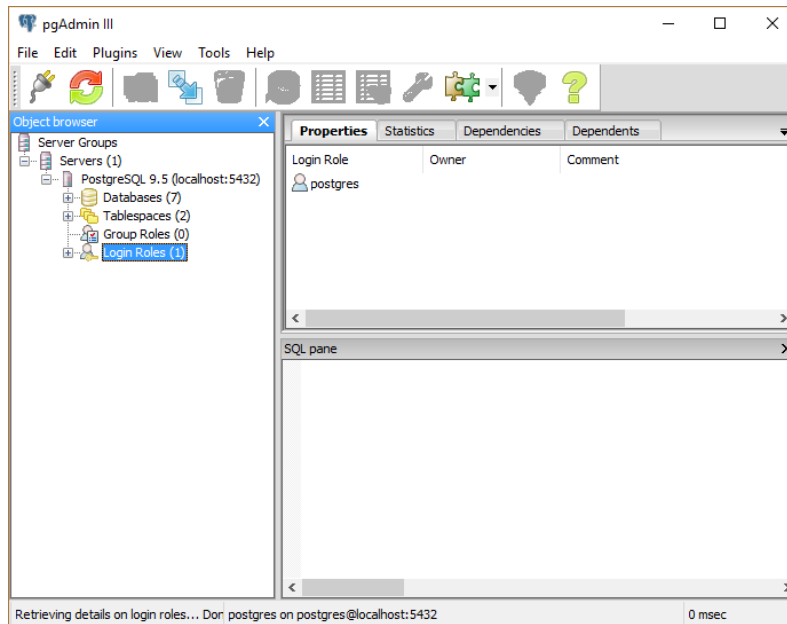 pgAdmin III
File Edit Plugins View Tools Help
Object browser
Server Groups
Servers (1)
PostgreSQL 9.5 (localhost:5432)
Databases (7)
Tablespaces (2)
Group Roles (0)
Login Roles (1)
Properties Statistics Dependencies Dependents
Login Role Owner Comment
postgres
SQL pane
Retrieving details on login roles... Don postgres on postgres@localhost:5432 0 msec